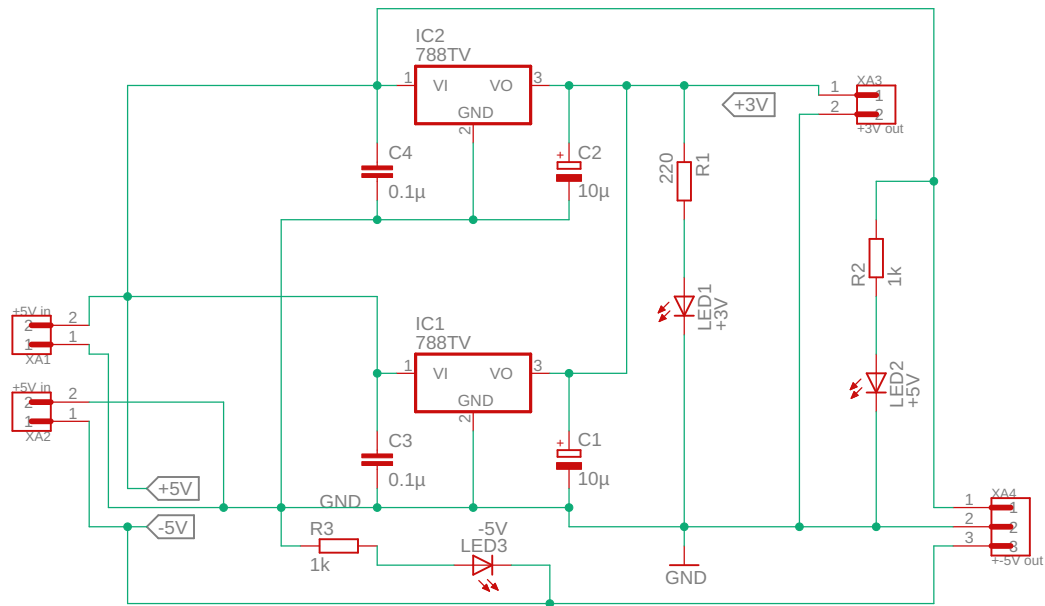 IC2
788TV
1 VI VO 3
GND
2
C4
0.1µ
C2
10µ
220
R1
+3V
XA3
1 1
2 2
+3V out
R2
1k
LED1
+3V
LED2
+5V
+5V in
2 2
1 1
XA1
+5V in
2 2
1 1
XA2
IC1
788TV
1 VI VO 3
GND
2
C3
0.1µ
C1
10µ
+5V
-5V
GND
R3
1k
-5V
LED3
GND
XA4
1 1
2 2
3 3
+-5V out